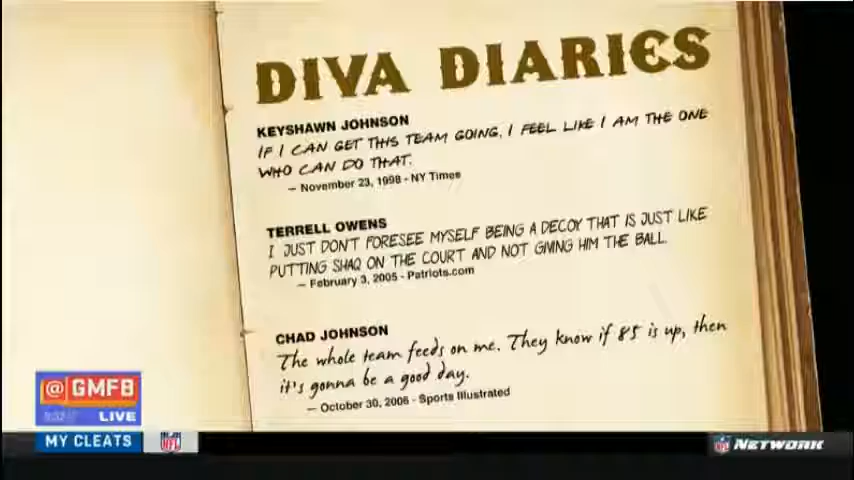 DIVA DIARIES
KEYSHAWN JOHNSON
IF I CAN GET THIS TEAM GOING, I FEEL LIKE I AM THE ONE
WHO CAN DO THAT.
– November 23, 1998 - NY Times
TERRELL OWENS
I JUST DON'T FORESEE MYSELF BEING A DECOY THAT IS JUST LIKE
PUTTING SHAQ ON THE COURT AND NOT GIVING HIM THE BALL.
– February 3, 2005 - Patriots.com
CHAD JOHNSON
The whole team feeds on me. They know if 85 is up, then
it's gonna be a good day.
– October 30, 2006 - Sports Illustrated
@GMFB
LIVE
MY CLEATS
NFL
NFL NETWORK